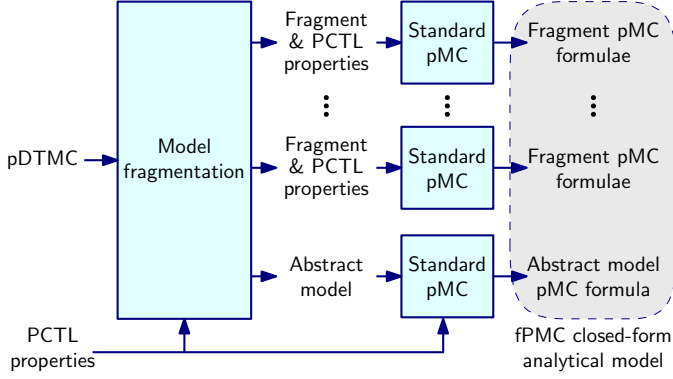 pDTMC
PCTL
properties
Model
fragmentation
Fragment
& PCTL
properties
Standard
pMC
Fragment pMC
formulae
Fragment
& PCTL
properties
Standard
pMC
Fragment pMC
formulae
Abstract
model
Standard
pMC
Abstract model
pMC formula
fPMC closed-form
analytical model